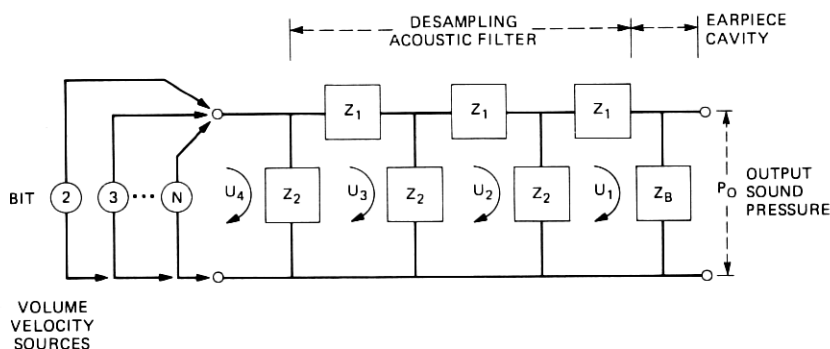 DESAMPLING
ACOUSTIC FILTER
EARPIECE
CAVITY
Z1
Z1
Z1
BIT
2
3
···
N
U4
Z2
U3
Z2
U2
Z2
U1
ZB
PO
OUTPUT
SOUND
PRESSURE
VOLUME
VELOCITY
SOURCES